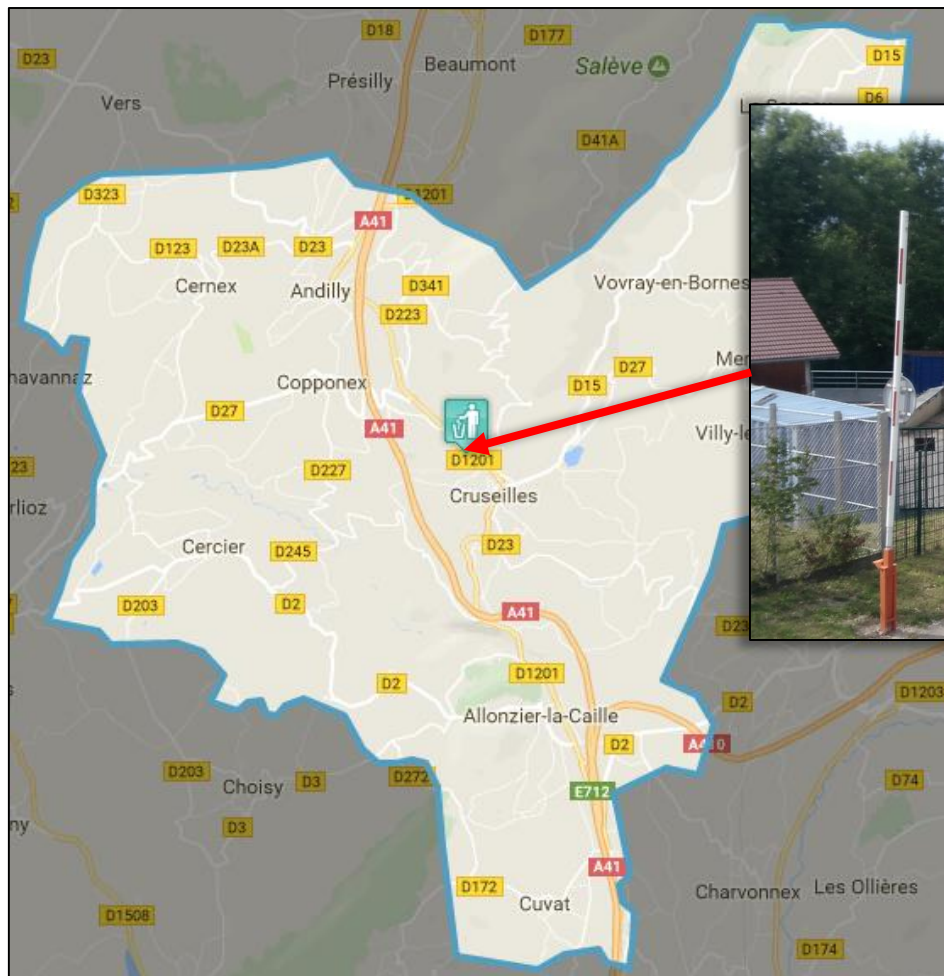 D18
D177
D23
Beaumont
Salève
D15
Présilly
D6
Vers
D41A
D323
D1201
A41
D123
D23A
D23
Cernex
Andilly
D341
Vovray-en-Bornes
D223
D27
Copponex
D15
D27
A41
D1201
D227
Cruseilles
Cercier
D245
D23
D203
D2
A41
D2
D1201
D2
D1203
Allonzier-la-Caille
D2
D203
Choisy
D3
D272
E712
D74
D3
A41
D172
Cuvat
Charvonnex
Les Ollières
D1508
D174